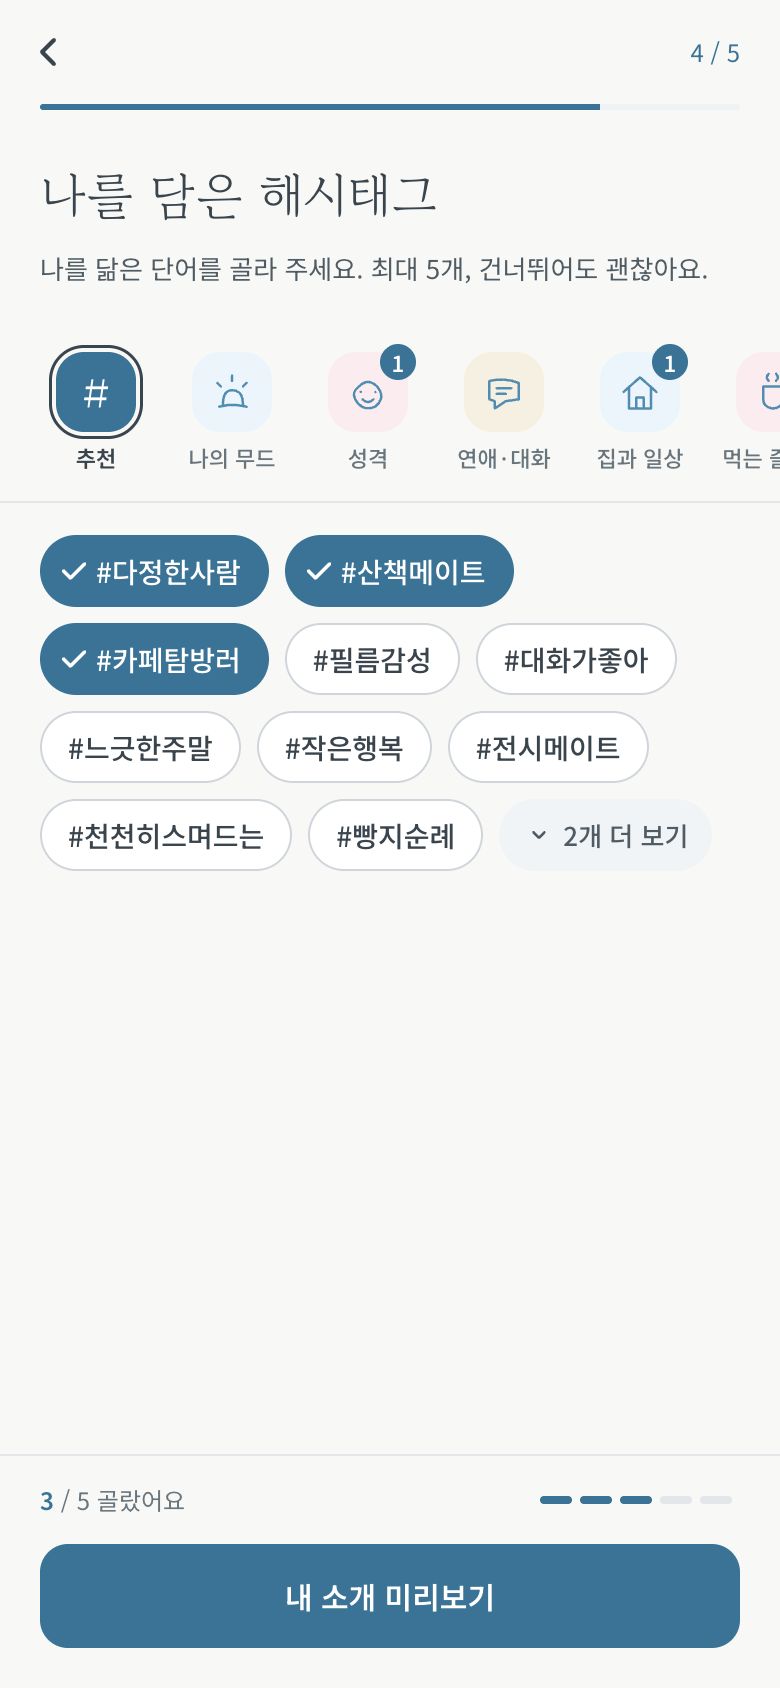 4 / 5
나를 담은 해시태그
나를 닮은 단어를 골라 주세요. 최대 5개, 건너뛰어도 괜찮아요.
# 1 1
추천 나의 무드 성격 연애·대화 집과 일상 먹는
#다정한사람 #산책메이트
#카페탐방러 #필름감성 #대화가좋아
#느긋한주말 #작은행복 #전시메이트
#천천히스며드는 #빵지순례 2개 더 보기
3 / 5 골랐어요
내 소개 미리보기